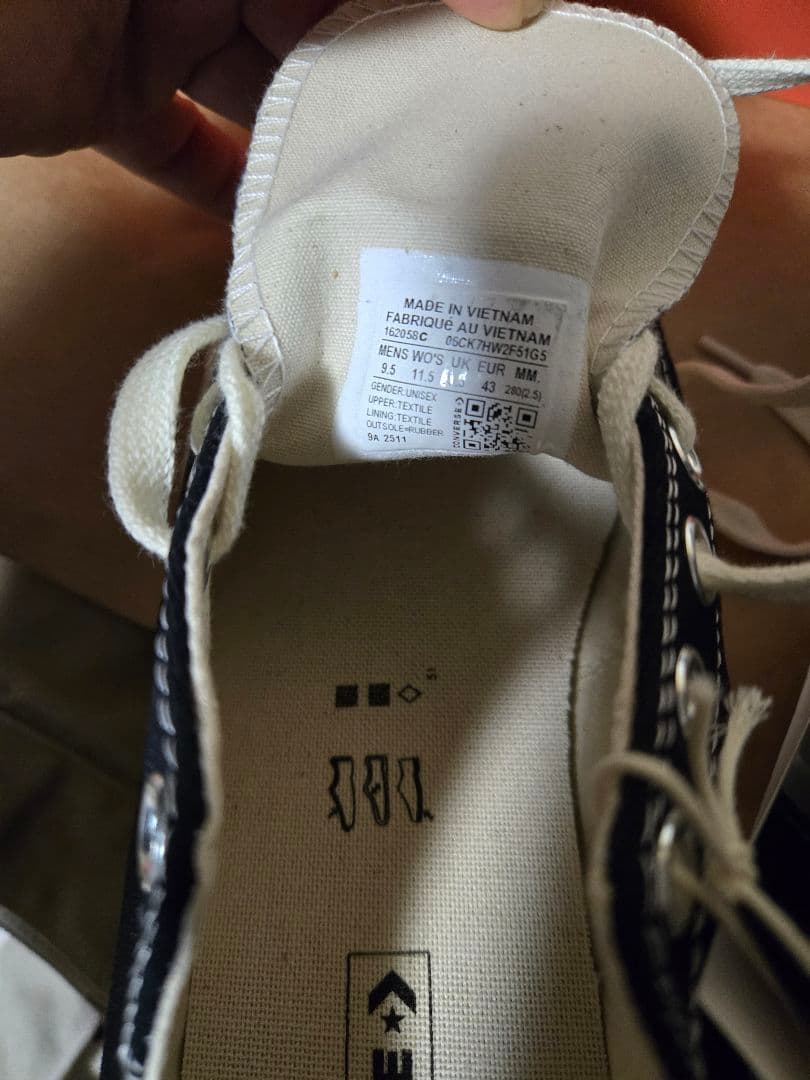 MADE IN VIETNAM
FABRIQUé AU VIETNAM
162058C 05CK7HW2F51G5
MENS WO'S UK EUR MM.
9.5 11.5 43 280(2.5)
GENDER:UNISEX
UPPER:TEXTILE
LINING:TEXTILE
OUTSOLE=RUBBER
9A 2511
CONVERSE
51
E